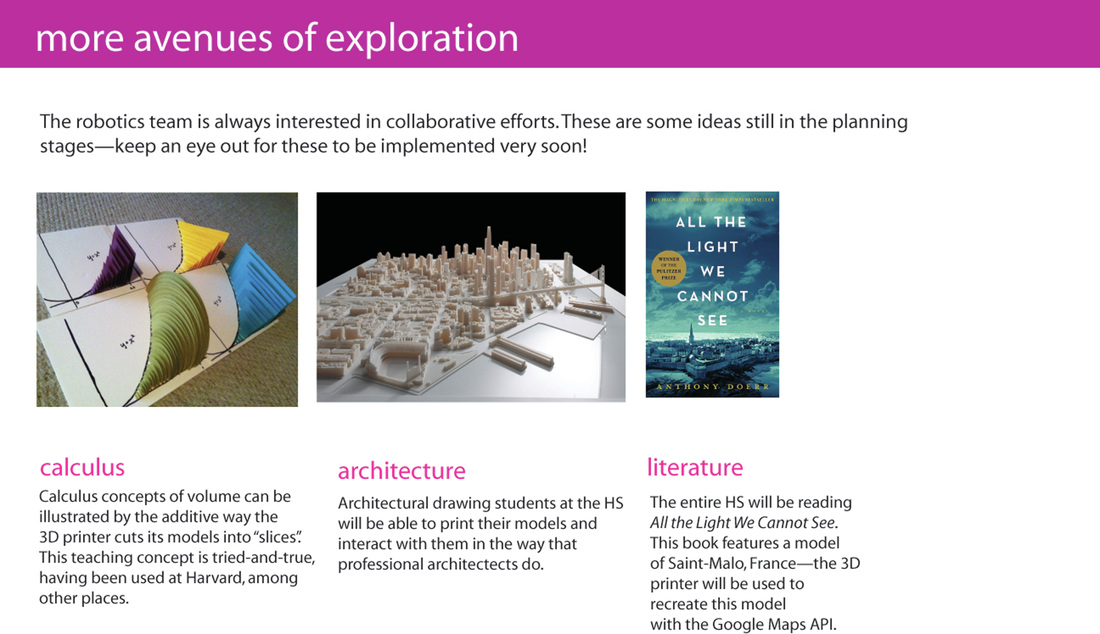 more avenues of exploration
The robotics team is always interested in collaborative efforts. These are some ideas still in the planning
stages—keep an eye out for these to be implemented very soon!
y=x²
ALL THE
LIGHT
WE
CANNOT
SEE
WINNER
OF THE
PULITZER
PRIZE
ANTHONY DOERR
calculus
Calculus concepts of volume can be
illustrated by the additive way the
3D printer cuts its models into “slices”.
This teaching concept is tried-and-true,
having been used at Harvard, among
other places.
architecture
Architectural drawing students at the HS
will be able to print their models and
interact with them in the way that
professional architectects do.
literature
The entire HS will be reading
All the Light We Cannot See.
This book features a model
of Saint-Malo, France—the 3D
printer will be used to
recreate this model
with the Google Maps API.